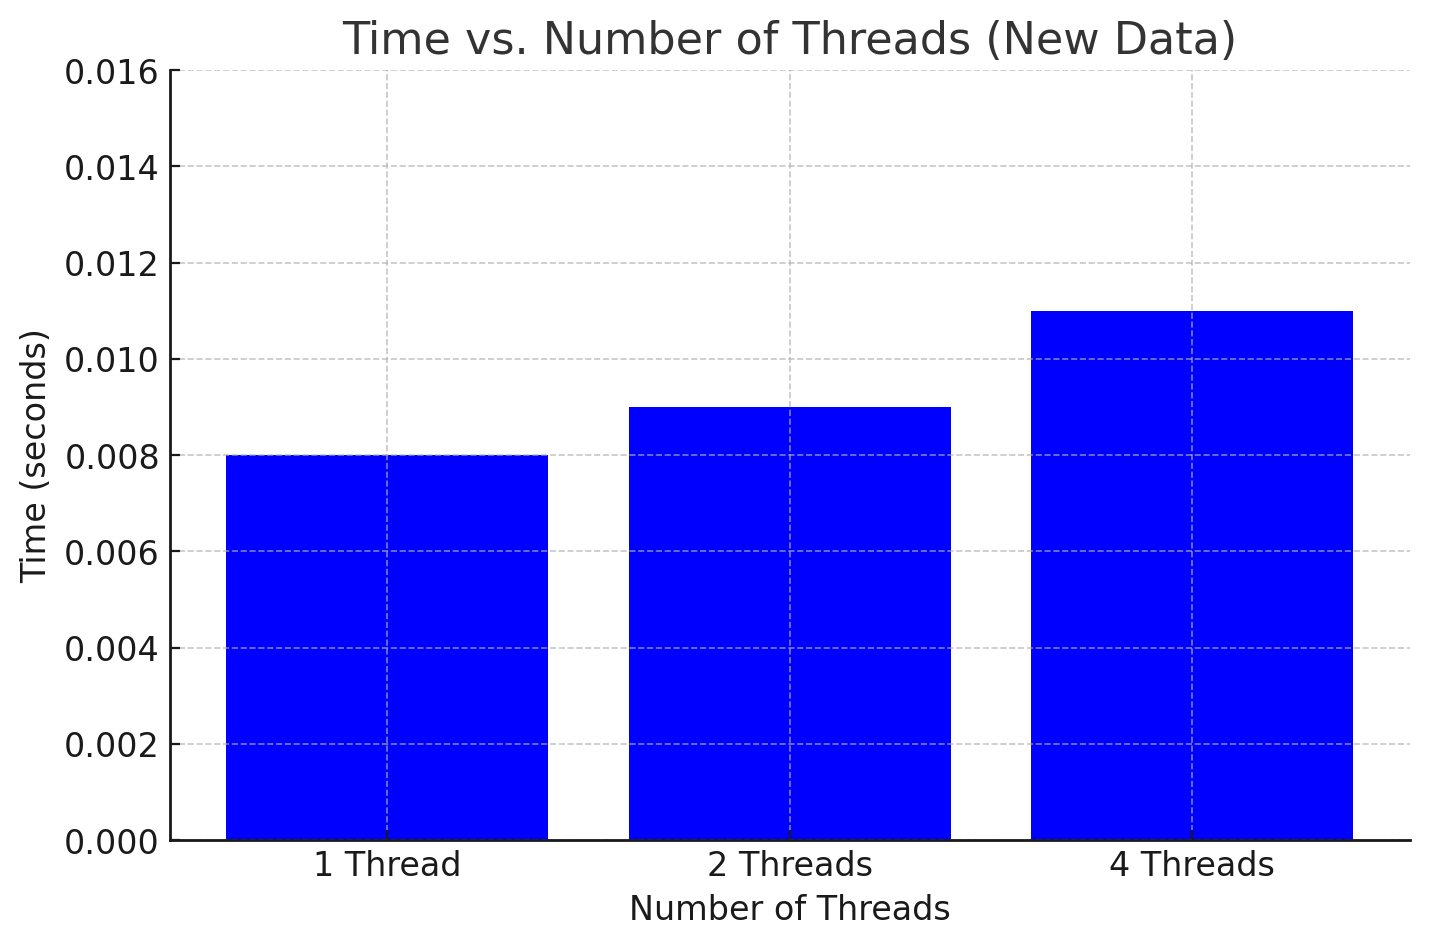 Time vs. Number of Threads (New Data)
0.016
0.014
0.012
0.010
0.008
0.006
0.004
0.002
0.000
Time (seconds)
1 Thread
2 Threads
4 Threads
Number of Threads